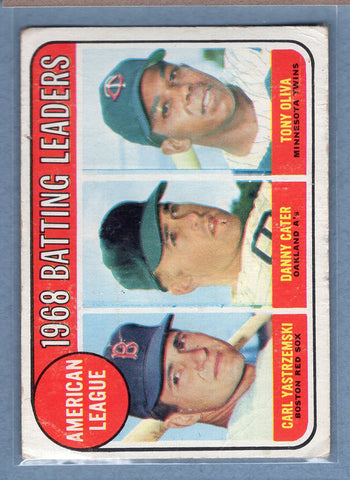 1968 BATTING LEADERS
AMERICAN
LEAGUE
CARL YASTRZEMSKI
BOSTON RED SOX
DANNY CATER
OAKLAND A's
TONY OLIVA
MINNESOTA TWINS